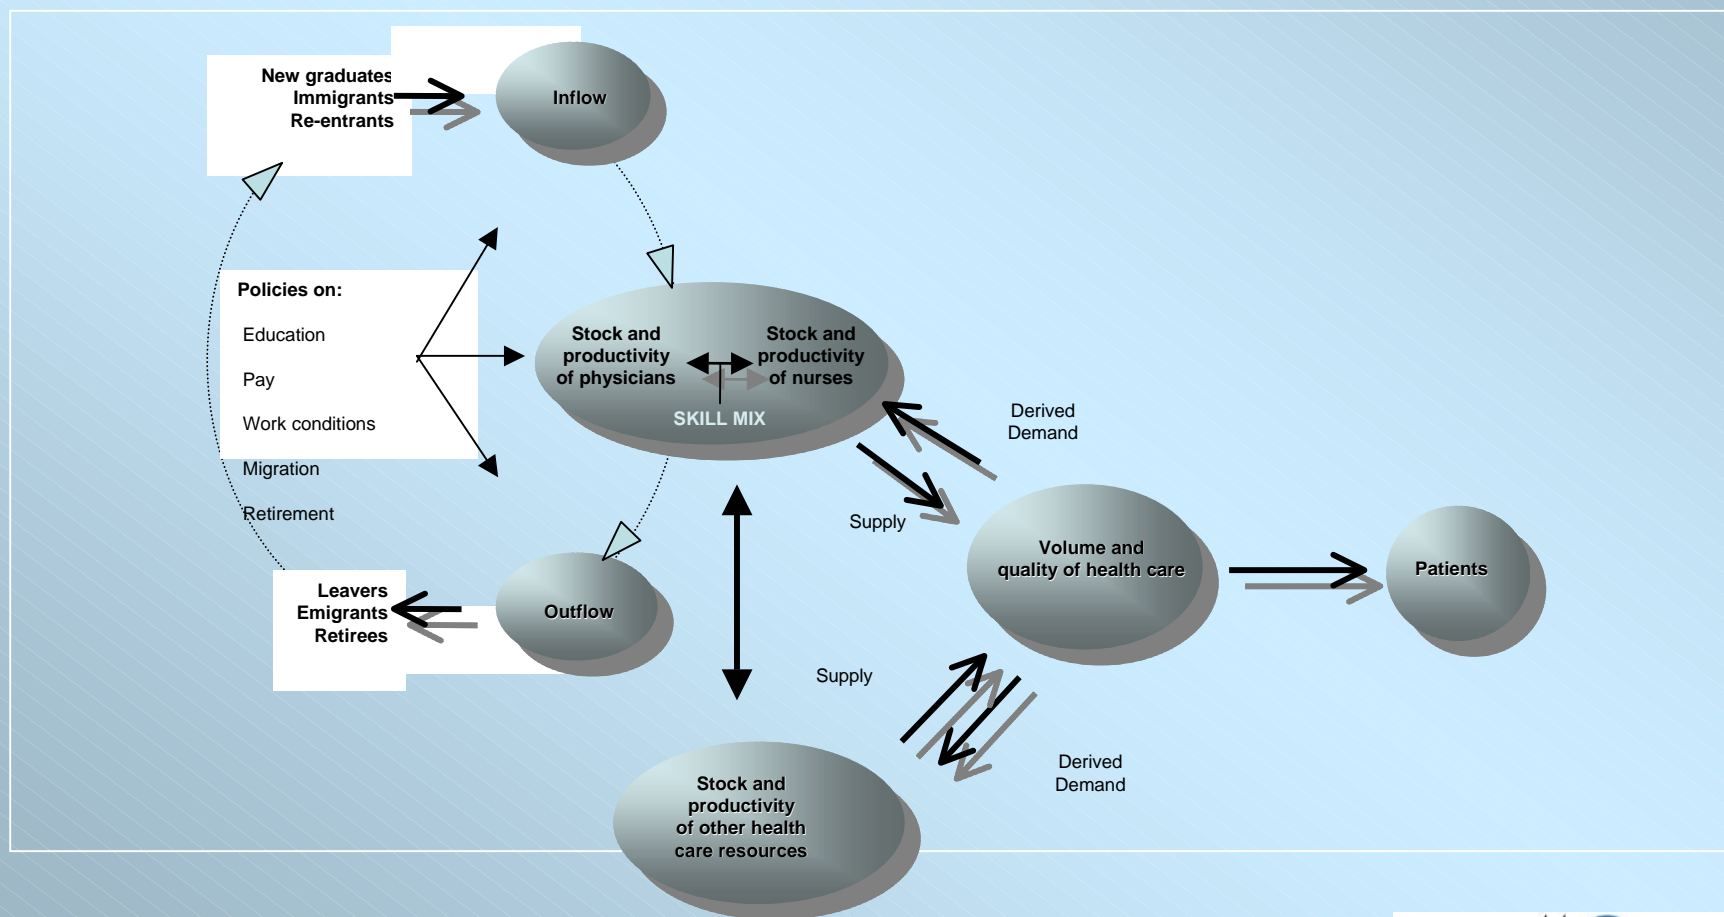 New graduates
Immigrants
Re-entrants
Inflow
Policies on:
Education
Pay
Work conditions
Migration
Retirement
Stock and
productivity
of physicians
Stock and
productivity
of nurses
SKILL MIX
Derived
Demand
Supply
Volume and
quality of health care
Patients
Leavers
Emigrants
Retirees
Outflow
Supply
Derived
Demand
Stock and
productivity
of other health
care resources